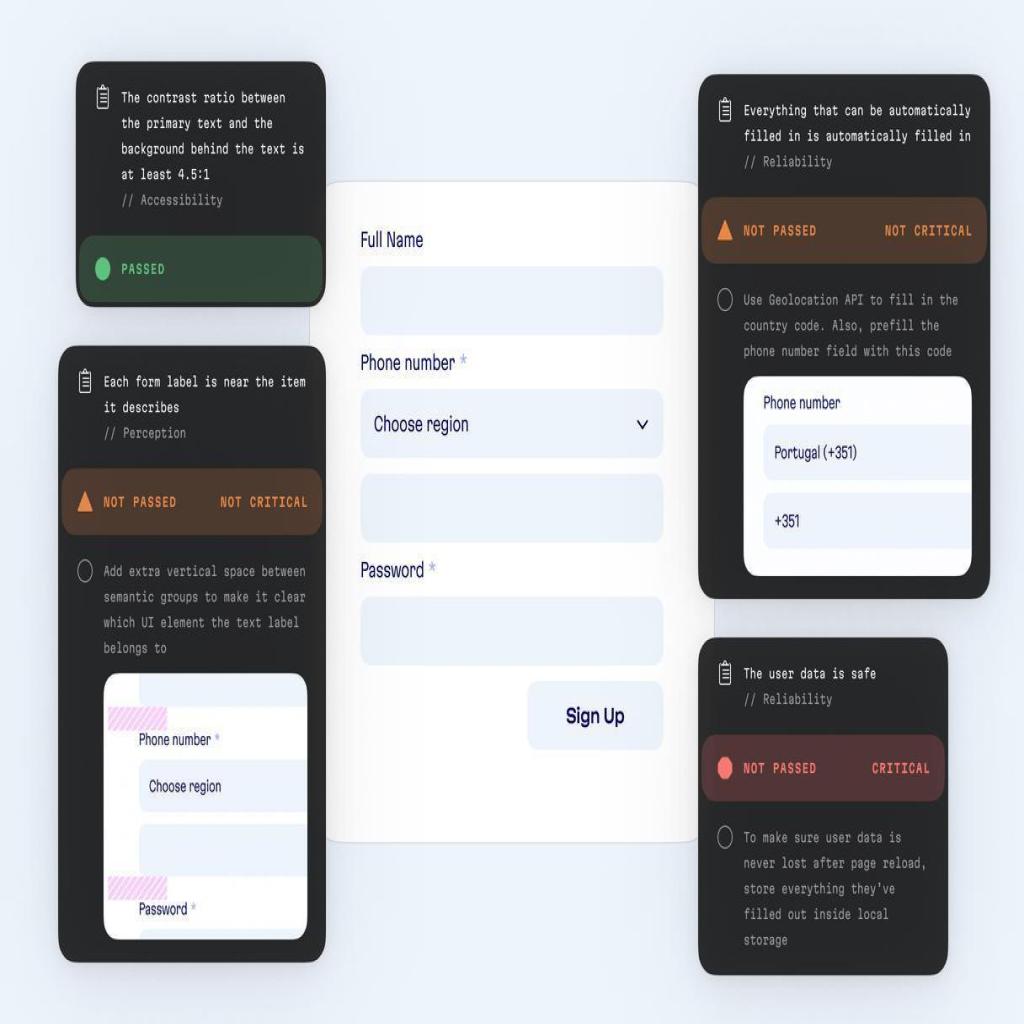 The contrast ratio between
the primary text and the
background behind the text is
at least 4.5:1
// Accessibility
PASSED
Each form label is near the item
it describes
// Perception
NOT PASSED NOT CRITICAL
Add extra vertical space between
semantic groups to make it clear
which UI element the text label
belongs to
Phone number *
Choose region
Password *
Full Name
Phone number *
Choose region
Password *
Sign Up
Everything that can be automatically
filled in is automatically filled in
// Reliability
NOT PASSED NOT CRITICAL
Use Geolocation API to fill in the
country code. Also, prefill the
phone number field with this code
Phone number
Portugal (+351)
+351
The user data is safe
// Reliability
NOT PASSED CRITICAL
To make sure user data is
never lost after page reload,
store everything they've
filled out inside local
storage